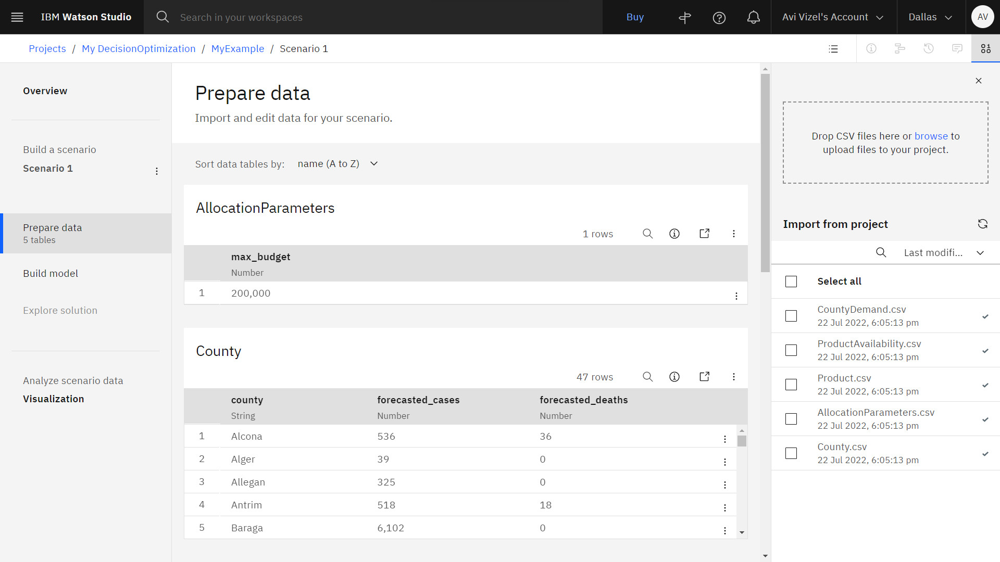 IBM Watson Studio
Search in your workspaces
Buy
Avi Vizel's Account
Dallas
AV
Projects / My DecisionOptimization / MyExample / Scenario 1
Overview
Build a scenario
Scenario 1
Prepare data
5 tables
Build model
Explore solution
Analyze scenario data
Visualization
Prepare data
Import and edit data for your scenario.
Sort data tables by: name (A to Z)
AllocationParameters
1 rows
max_budget
Number
1 200,000
County
47 rows
county forecasted_cases forecasted_deaths
String Number Number
1 Alcona 536 36
2 Alger 39 0
3 Allegan 325 0
4 Antrim 518 18
5 Baraga 6,102 0
Drop CSV files here or browse to
upload files to your project.
Import from project
Last modifi...
Select all
CountyDemand.csv
22 Jul 2022, 6:05:13 pm
ProductAvailability.csv
22 Jul 2022, 6:05:13 pm
Product.csv
22 Jul 2022, 6:05:13 pm
AllocationParameters.csv
22 Jul 2022, 6:05:13 pm
County.csv
22 Jul 2022, 6:05:13 pm